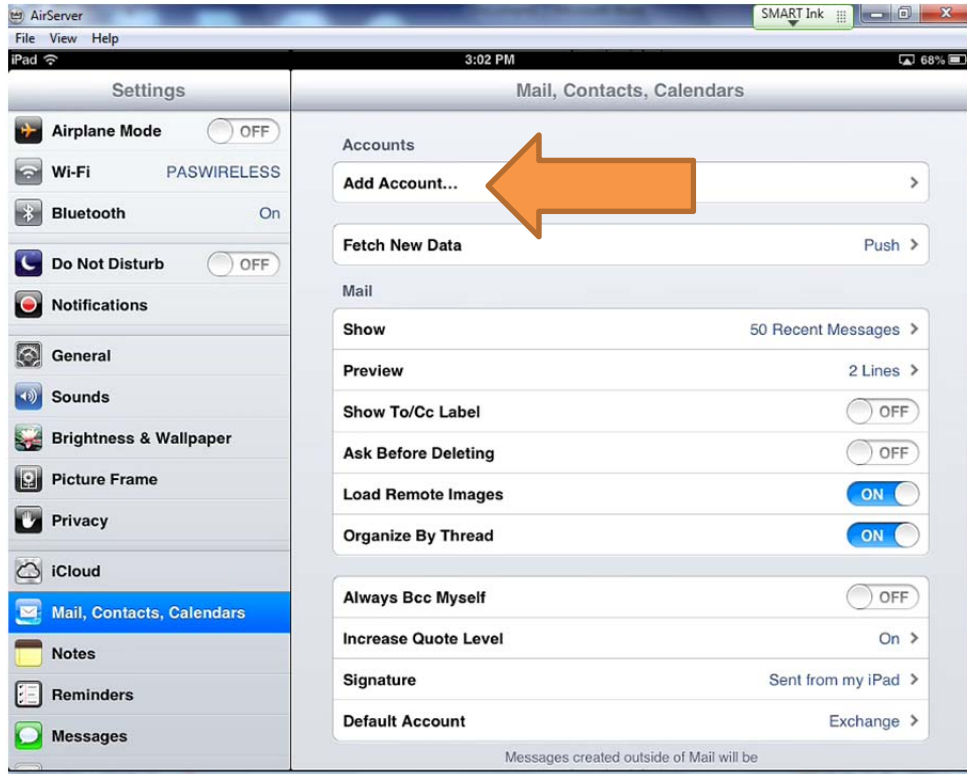 AirServer
SMART Ink
File View Help
iPad 3:02 PM 68%
Settings
Mail, Contacts, Calendars
Airplane Mode OFF
Wi-Fi PASWIRELESS
Bluetooth On
Do Not Disturb OFF
Notifications
General
Sounds
Brightness & Wallpaper
Picture Frame
Privacy
iCloud
Mail, Contacts, Calendars
Notes
Reminders
Messages
Accounts
Add Account...
Fetch New Data Push
Mail
Show 50 Recent Messages
Preview 2 Lines
Show To/Cc Label OFF
Ask Before Deleting OFF
Load Remote Images ON
Organize By Thread ON
Always Bcc Myself OFF
Increase Quote Level On
Signature Sent from my iPad
Default Account Exchange
Messages created outside of Mail will be